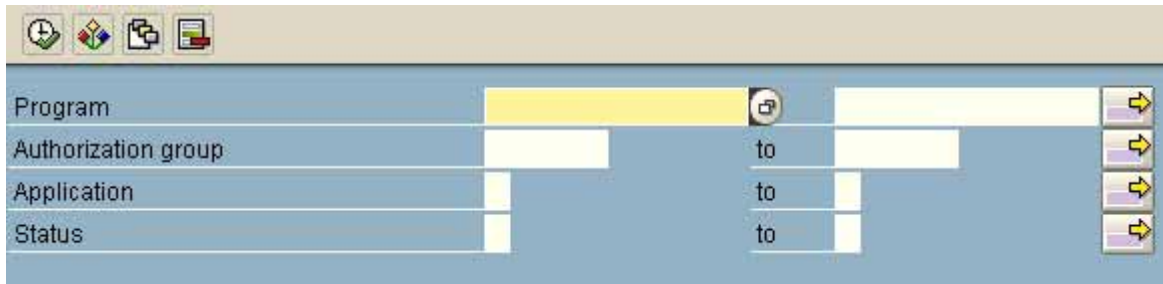 Program
Authorization group to
Application to
Status to